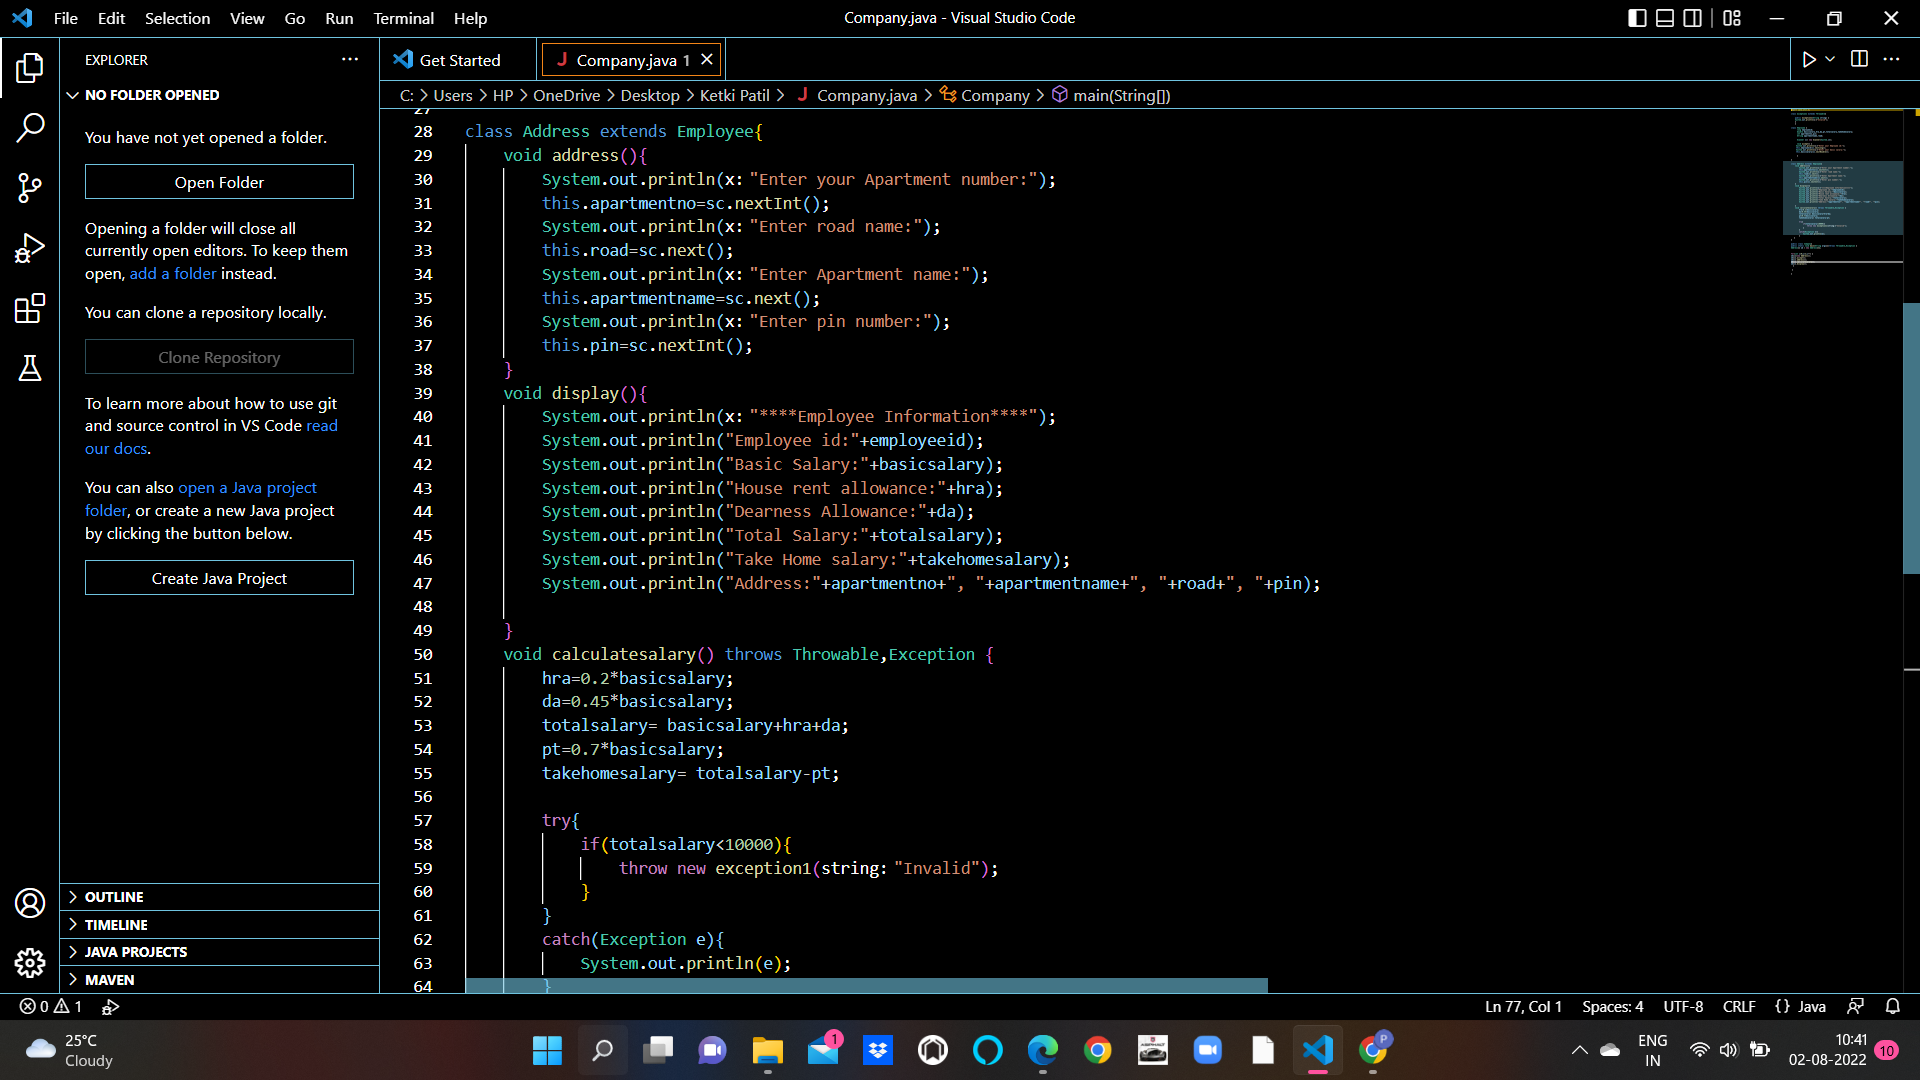 File Edit Selection View Go Run Terminal Help Company.java - Visual Studio Code
EXPLORER
NO FOLDER OPENED
You have not yet opened a folder.
Open Folder
Opening a folder will close all
currently open editors. To keep them
open, add a folder instead.
You can clone a repository locally.
Clone Repository
To learn more about how to use git
and source control in VS Code read
our docs.
You can also open a Java project
folder, or create a new Java project
by clicking the button below.
Create Java Project
OUTLINE
TIMELINE
JAVA PROJECTS
MAVEN
Get Started
Company.java 1
C: > Users > HP > OneDrive > Desktop > Ketki Patil > Company.java > Company > main(String[])
27
28 class Address extends Employee{
29 void address(){
30 System.out.println(x: "Enter your Apartment number:");
31 this.apartmentno=sc.nextInt();
32 System.out.println(x: "Enter road name:");
33 this.road=sc.next();
34 System.out.println(x: "Enter Apartment name:");
35 this.apartmentname=sc.next();
36 System.out.println(x: "Enter pin number:");
37 this.pin=sc.nextInt();
38 }
39 void display(){
40 System.out.println(x: "****Employee Information****");
41 System.out.println("Employee id:"+employeeid);
42 System.out.println("Basic Salary:"+basicsalary);
43 System.out.println("House rent allowance:"+hra);
44 System.out.println("Dearness Allowance:"+da);
45 System.out.println("Total Salary:"+totalsalary);
46 System.out.println("Take Home salary:"+takehomesalary);
47 System.out.println("Address:"+apartmentno+", "+apartmentname+", "+road+", "+pin);
48
49 }
50 void calculatesalary() throws Throwable,Exception {
51 hra=0.2*basicsalary;
52 da=0.45*basicsalary;
53 totalsalary= basicsalary+hra+da;
54 pt=0.7*basicsalary;
55 takehomesalary= totalsalary-pt;
56
57 try{
58 if(totalsalary<10000){
59 throw new exception1(string: "Invalid");
60 }
61 }
62 catch(Exception e){
63 System.out.println(e);
64 }
0 1
Ln 77, Col 1 Spaces: 4 UTF-8 CRLF {} Java
25°C
Cloudy
1
P
ENG
IN
10:41
02-08-2022
10